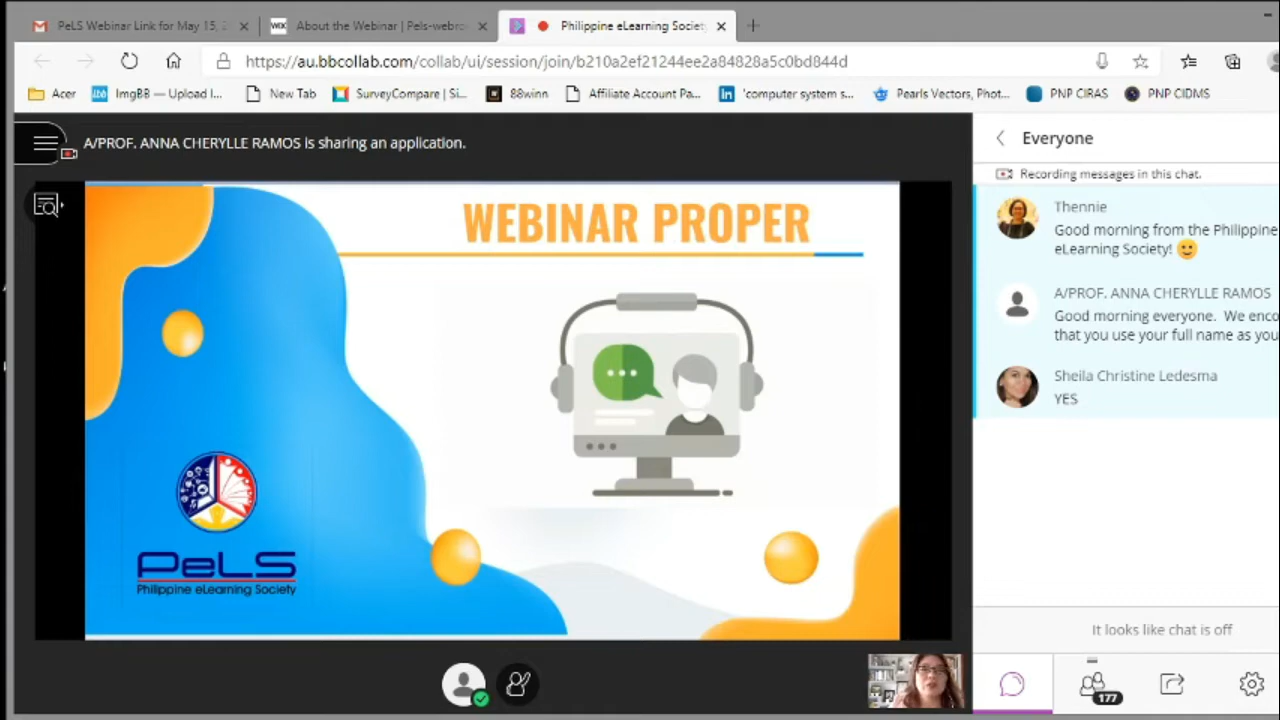 PeLS Webinar Link for May 15, 2
About the Webinar | Pels-webro
Philippine eLearning Society
https://au.bbcollab.com/collab/ui/session/join/b210a2ef21244ee2a84828a5c0bd844d
Acer
ImgBB — Upload I...
New Tab
SurveyCompare | Si...
88winn
Affiliate Account Pa...
'computer system s...
Pearls Vectors, Phot...
PNP CIRAS
PNP CIDMS
A/PROF. ANNA CHERYLLE RAMOS is sharing an application.
WEBINAR PROPER
PeLS
Philippine eLearning Society
Everyone
Recording messages in this chat.
Thennie
Good morning from the Philippine
eLearning Society!
A/PROF. ANNA CHERYLLE RAMOS
Good morning everyone. We enco
that you use your full name as you
Sheila Christine Ledesma
YES
It looks like chat is off
177